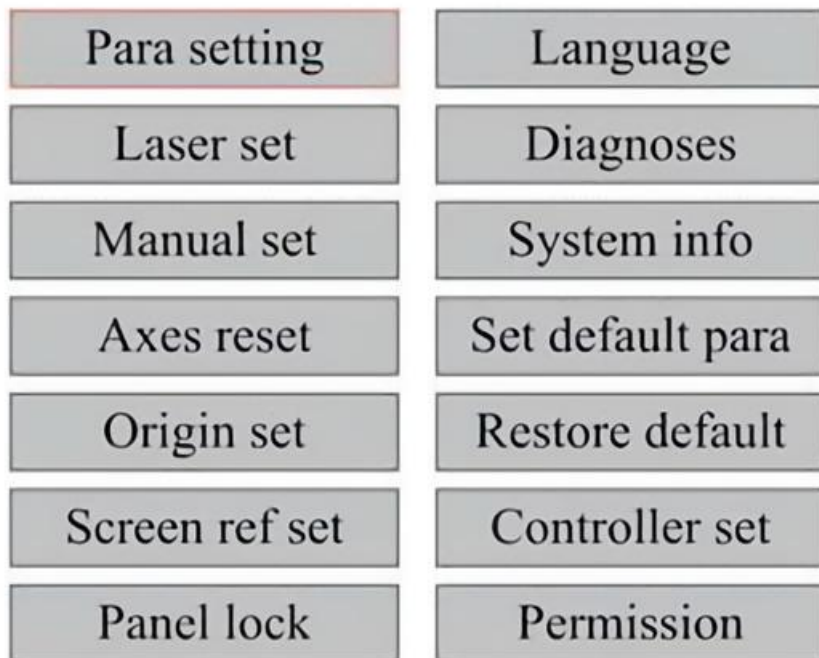 Para setting
Language
Laser set
Diagnoses
Manual set
System info
Axes reset
Set default para
Origin set
Restore default
Screen ref set
Controller set
Panel lock
Permission